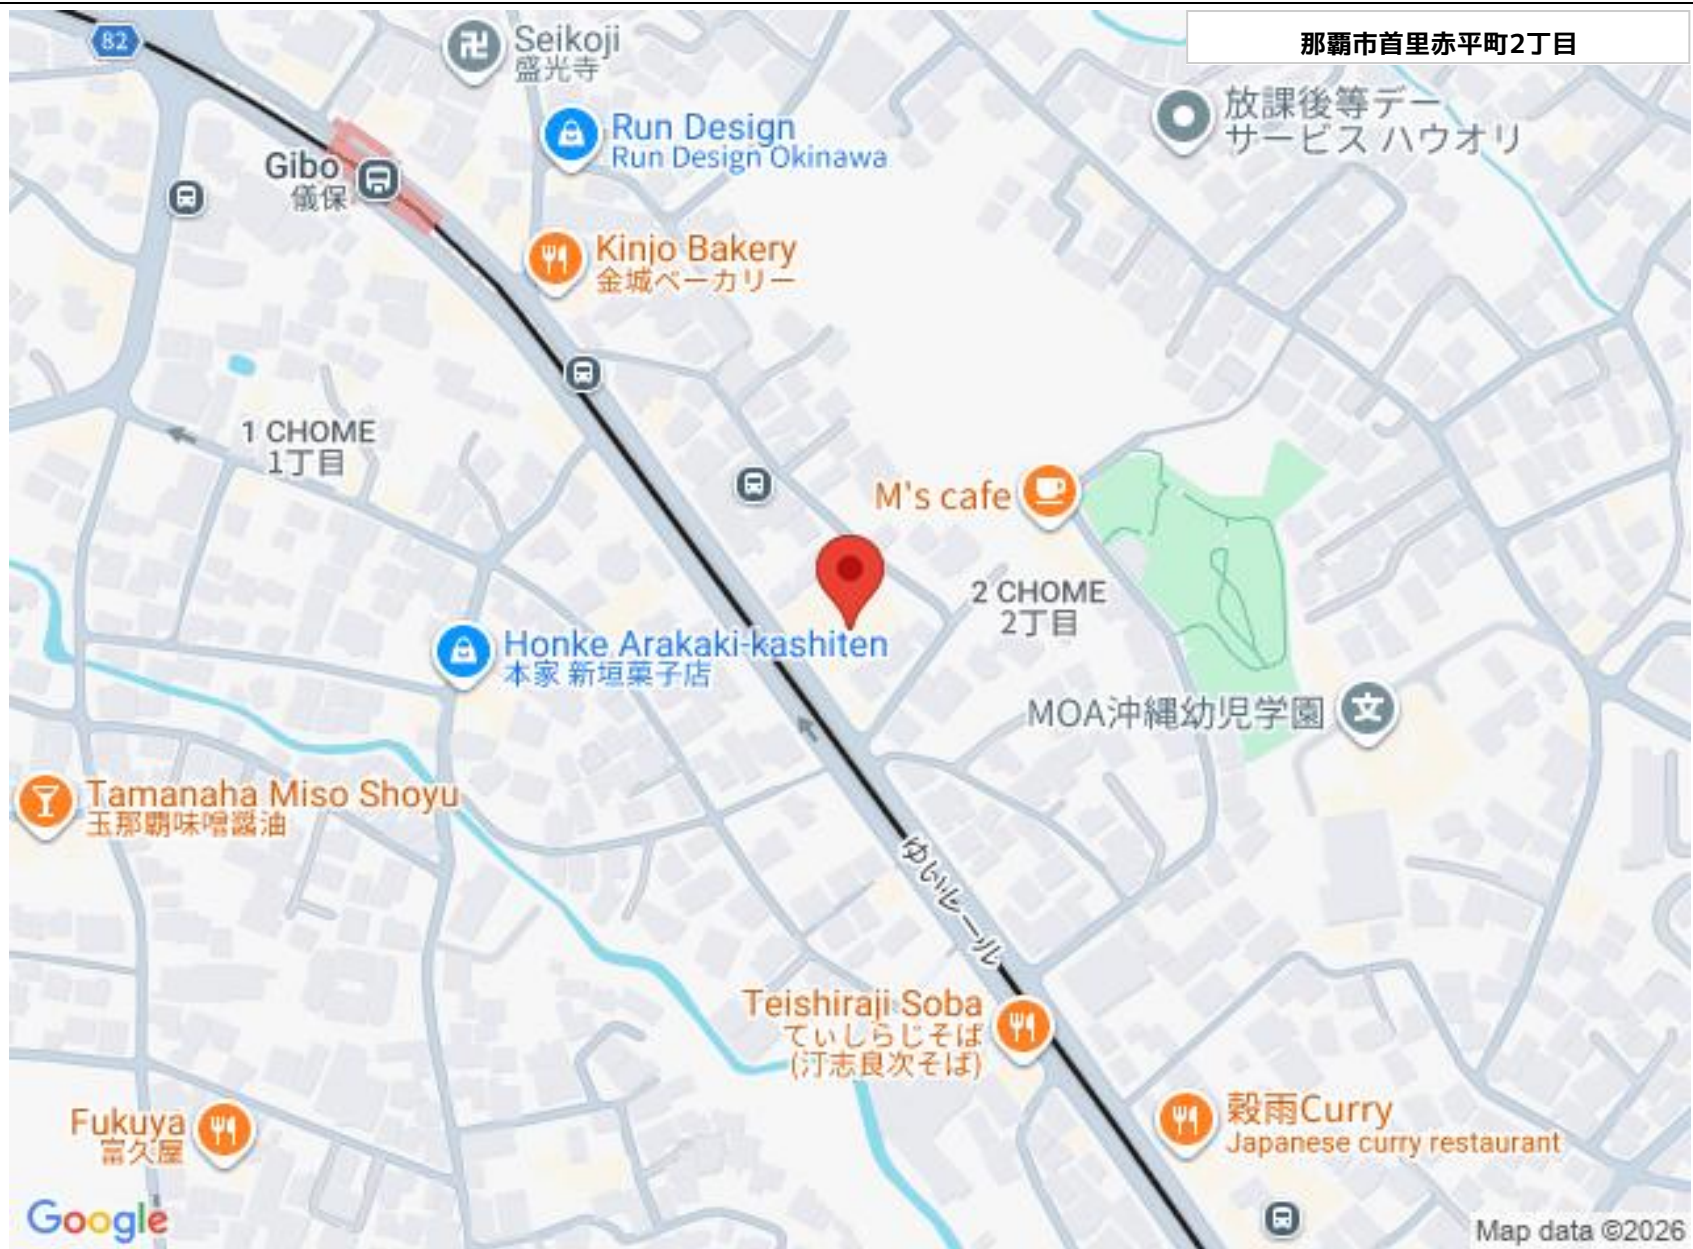 那覇市首里赤平町2丁目
82
Seikoji
盛光寺
Run Design
Run Design Okinawa
放課後等デー
サービス ハウオリ
Gibo
儀保
Kinjo Bakery
金城ベーカリー
1 CHOME
1丁目
M's cafe
2 CHOME
2丁目
Honke Arakaki-kashiten
本家 新垣菓子店
MOA沖縄幼児学園
文
Tamanaha Miso Shoyu
玉那覇味噌醤油
ゆいレール
Teishiraji Soba
てぃしらじそば
(汀志良次そば)
Fukuya
富久屋
穀雨Curry
Japanese curry restaurant
Google
Map data ©2026